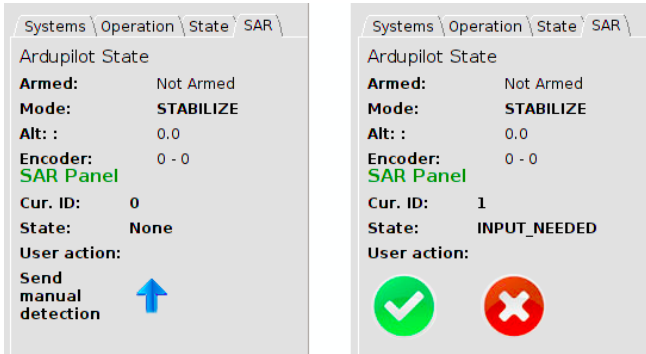 Systems Operation State SAR
Ardupilot State
Armed: Not Armed
Mode: STABILIZE
Alt: : 0.0
Encoder: 0 - 0
SAR Panel
Cur. ID: 0
State: None
User action:
Send
manual
detection
Systems Operation State SAR
Ardupilot State
Armed: Not Armed
Mode: STABILIZE
Alt: : 0.0
Encoder: 0 - 0
SAR Panel
Cur. ID: 1
State: INPUT_NEEDED
User action: